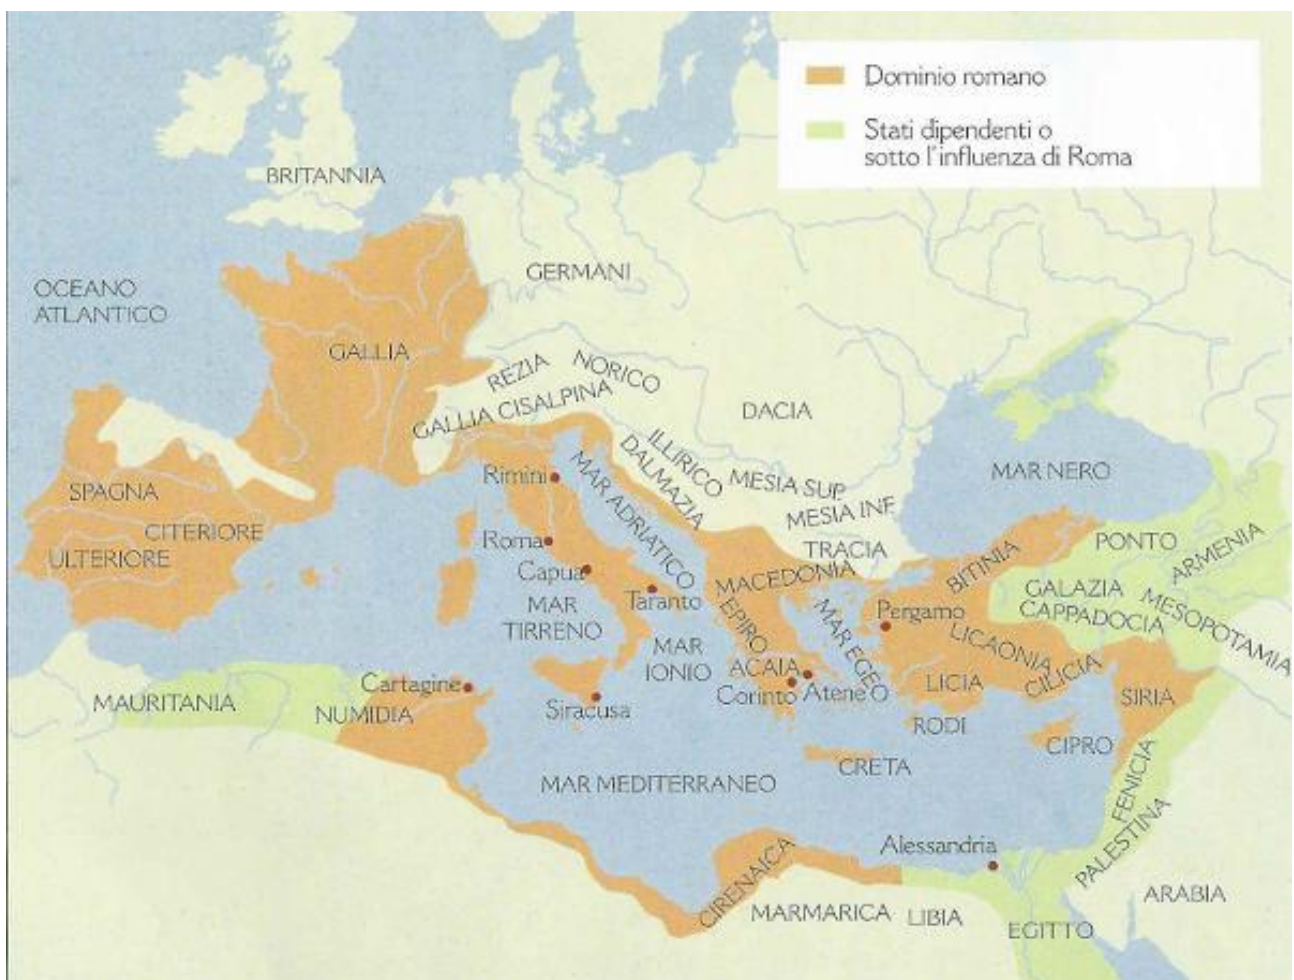 Dominio romano
Stati dipendenti o
sotto l'influenza di Roma
BRITANNIA
OCEANO
ATLANTICO
GERMANI
GALLIA
REZIA
NORICO
GALLIA CISALPINA
DACIA
ILLIRICO
DALMAZIA
MESIA SUP.
MESIA INF.
TRACIA
MAR NERO
SPAGNA
CITERIORE
ULTERIORE
Rimini
MAR ADRIATICO
Roma
Capua
Taranto
MAR
TIRRENO
MAR
IONIO
MACEDONIA
EPIRO
MAR EGEO
ACAIA
Corinto
Atene
BITINIA
PONTO
ARMENIA
GALAZIA
CAPPADOCIA
MESOPOTAMIA
Pergamo
LICAONIA
LICIA
CILICIA
SIRIA
RODI
CIPRO
CRETA
MAURITANIA
NUMIDIA
Cartagine
Siracusa
MAR MEDITERRANEO
FENICIA
PALESTINA
Alessandria
CIRENAICA
MARMARICA
LIBIA
EGITTO
ARABIA